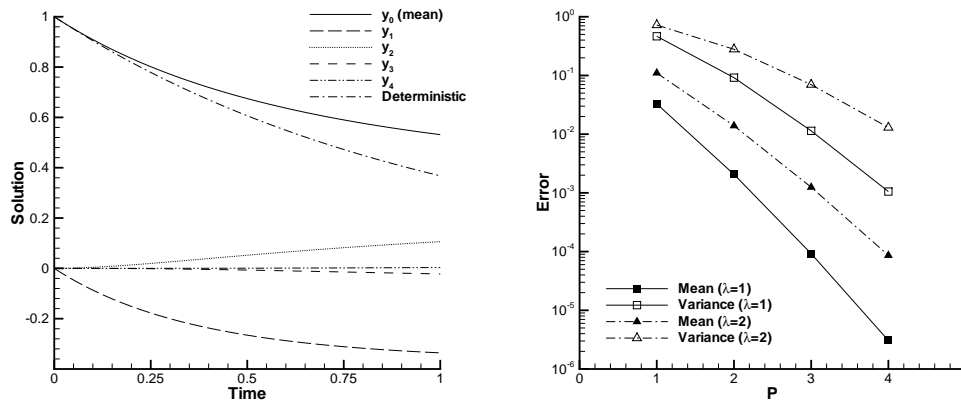 1
0.8
0.6
0.4
0.2
0
-0.2
0
0.25
0.5
0.75
1
Time
Solution
y0 (mean)
y1
y2
y3
y4
Deterministic
10^0
10^-1
10^-2
10^-3
10^-4
10^-5
10^-6
0
1
2
3
4
P
Error
Mean (λ=1)
Variance (λ=1)
Mean (λ=2)
Variance (λ=2)